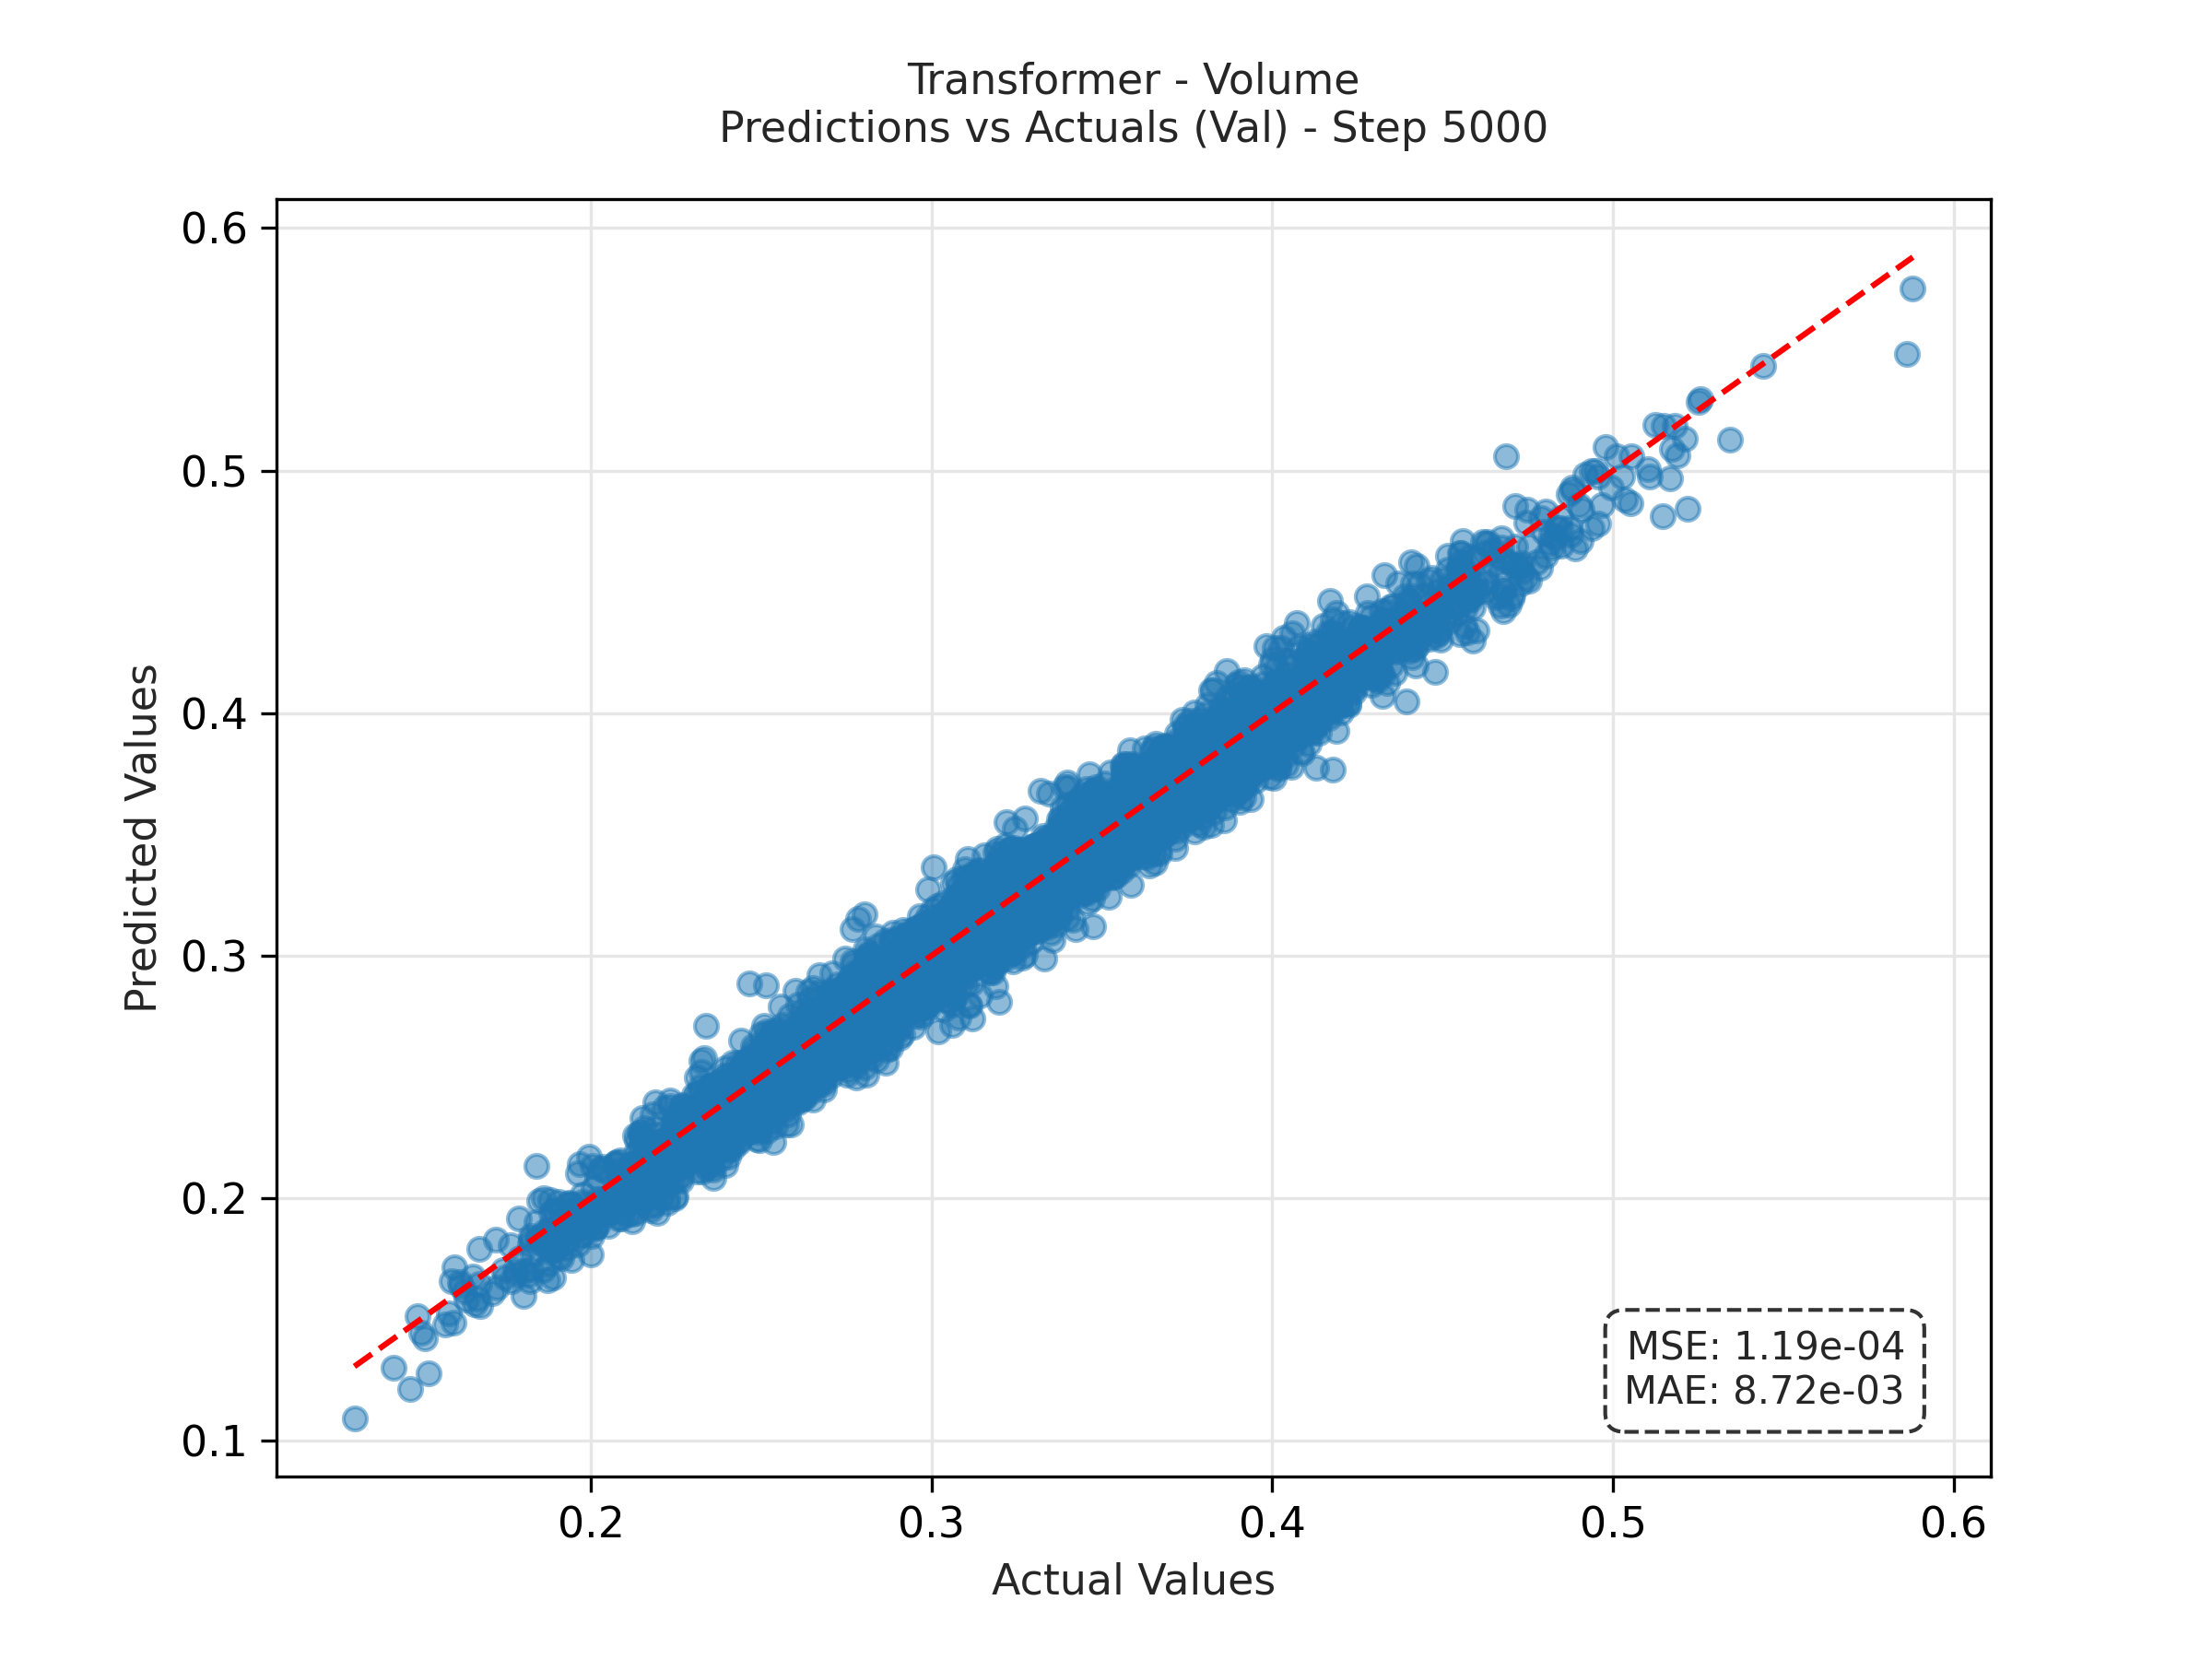 Transformer - Volume
Predictions vs Actuals (Val) - Step 5000
0.6
0.5
0.4
0.3
0.2
0.1
Predicted Values
MSE: 1.19e-04
MAE: 8.72e-03
0.2 0.3 0.4 0.5 0.6
Actual Values